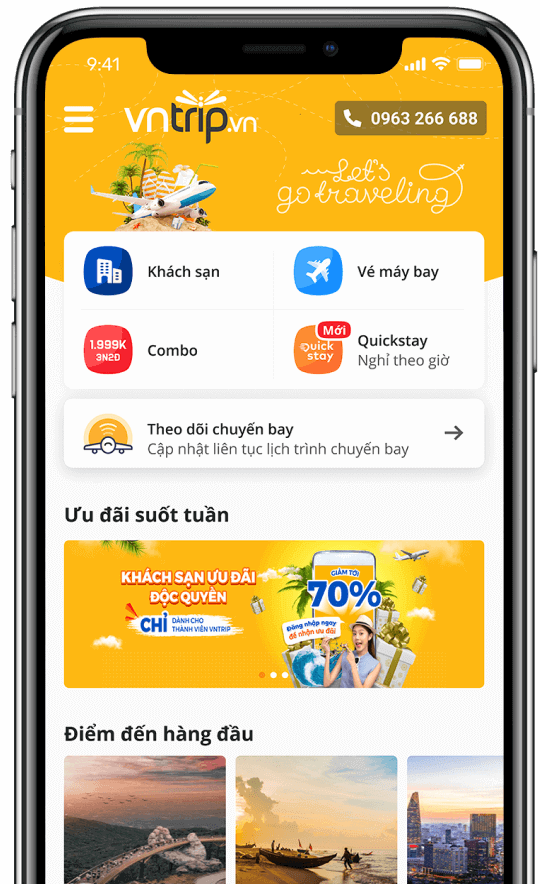 9:41
vntrip.vn
0963 266 688
Let's
go traveling
Khách sạn
Vé máy bay
1.999K
3N2Đ
Combo
Mới
Quick
stay
Quickstay
Nghỉ theo giờ
Theo dõi chuyến bay
Cập nhật liên tục lịch trình chuyến bay
Ưu đãi suốt tuần
KHÁCH SẠN ƯU ĐÃI
ĐỘC QUYỀN
CHỈ DÀNH CHO
THÀNH VIÊN VNTRIP
GIẢM TỚI
70%
Đăng nhập ngay
để nhận ưu đãi
Điểm đến hàng đầu